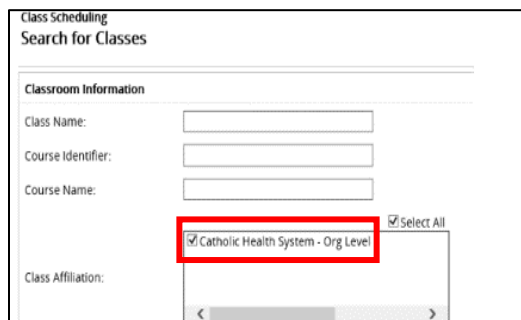 Class Scheduling
Search for Classes
Classroom Information
Class Name:
Course Identifier:
Course Name:
Select All
Catholic Health System - Org Level
Class Affiliation: